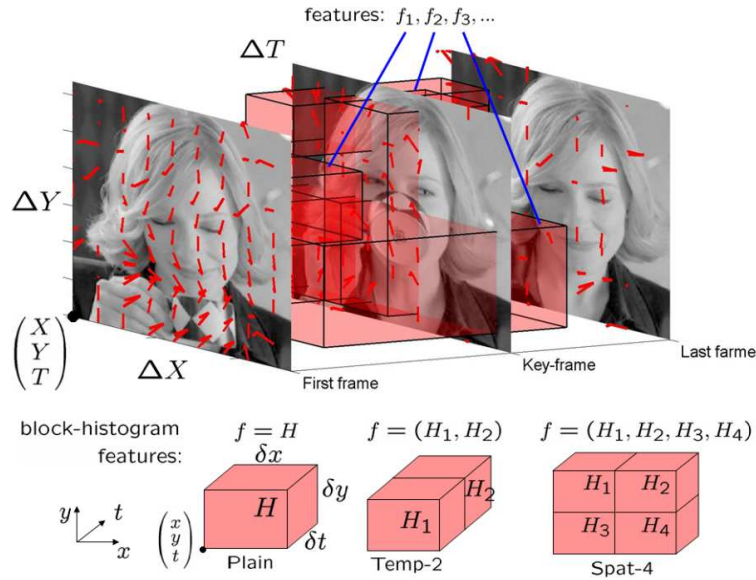 features: f₁, f₂, f₃, ...
ΔT
ΔY
(X Y T)
ΔX
First frame
Key-frame
Last farme
block-histogram
features:
f = H
f = (H₁, H₂)
f = (H₁, H₂, H₃, H₄)
δx
δy
δt
H
H₁
H₂
H₁ H₂
H₃ H₄
y
t
x
(x y t)
Plain
Temp-2
Spat-4